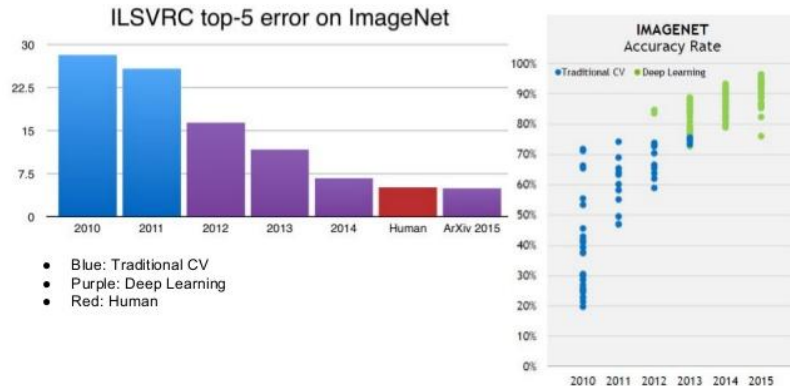 ILSVRC top-5 error on ImageNet
30
22.5
15
7.5
0
2010 2011 2012 2013 2014 Human ArXiv 2015
● Blue: Traditional CV
● Purple: Deep Learning
● Red: Human
IMAGENET
Accuracy Rate
● Traditional CV ● Deep Learning
100%
90%
80%
70%
60%
50%
40%
30%
20%
10%
0%
2010 2011 2012 2013 2014 2015